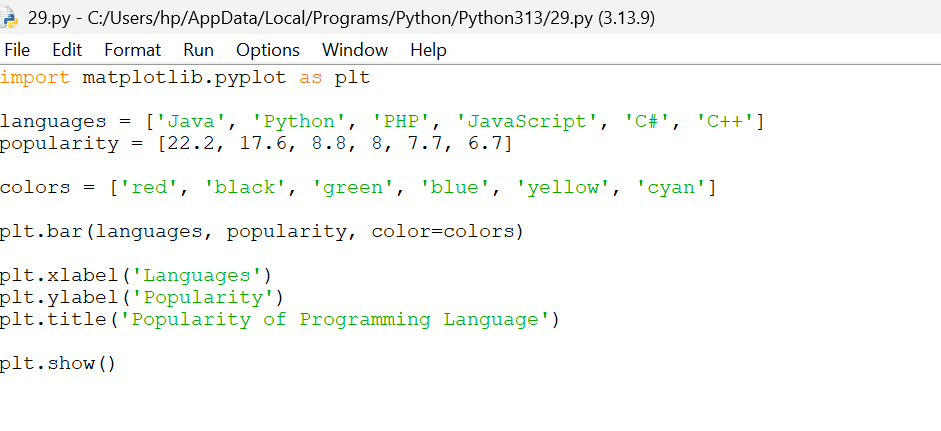 29.py - C:/Users/hp/AppData/Local/Programs/Python/Python313/29.py (3.13.9)
File Edit Format Run Options Window Help
import matplotlib.pyplot as plt
languages = ['Java', 'Python', 'PHP', 'JavaScript', 'C#', 'C++']
popularity = [22.2, 17.6, 8.8, 8, 7.7, 6.7]
colors = ['red', 'black', 'green', 'blue', 'yellow', 'cyan']
plt.bar(languages, popularity, color=colors)
plt.xlabel('Languages')
plt.ylabel('Popularity')
plt.title('Popularity of Programming Language')
plt.show()